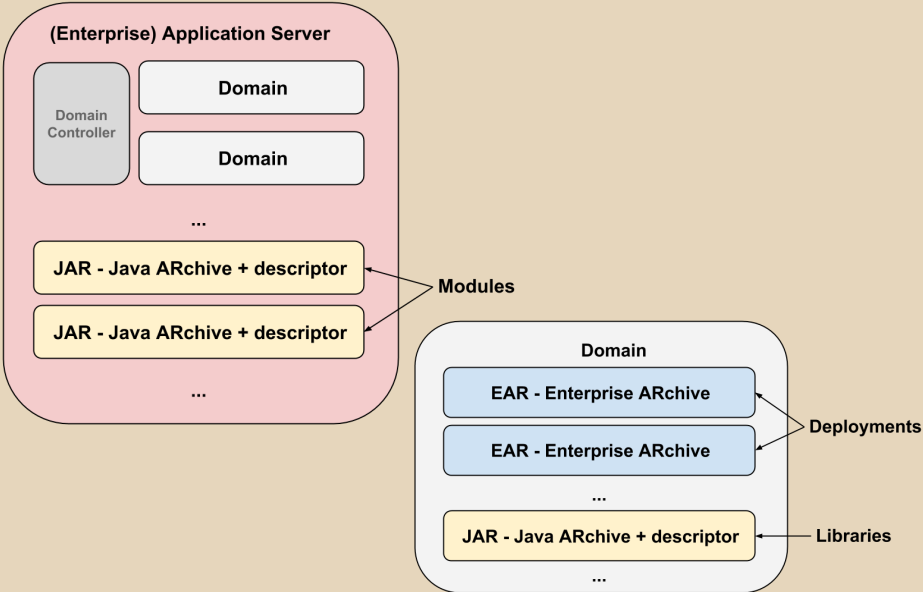 (Enterprise) Application Server
Domain
Controller
Domain
Domain
...
JAR - Java ARchive + descriptor
JAR - Java ARchive + descriptor
Modules
...
Domain
EAR - Enterprise ARchive
EAR - Enterprise ARchive
Deployments
...
JAR - Java ARchive + descriptor
Libraries
...